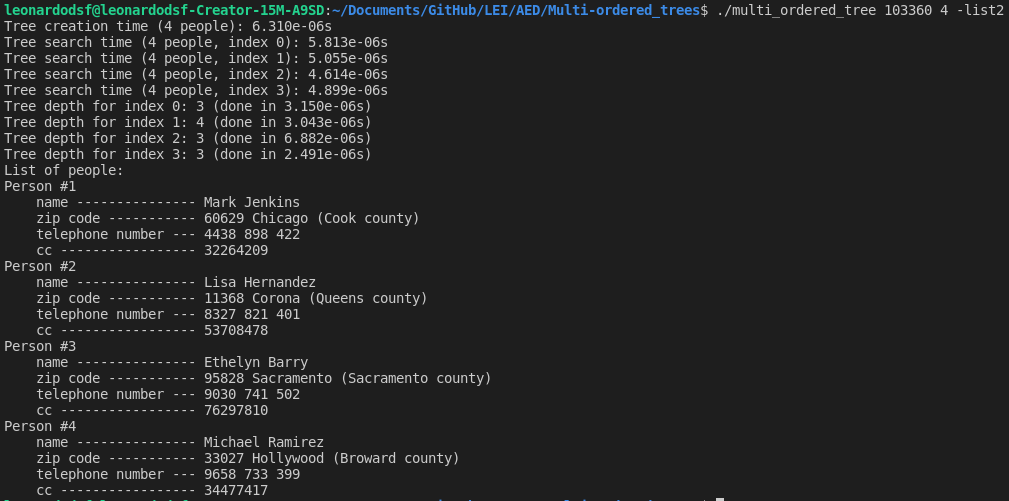 leonardodsf@leonardodsf-Creator-15M-A9SD:~/Documents/GitHub/LEI/AED/Multi-ordered_trees$ ./multi_ordered_tree 103360 4 -list2
Tree creation time (4 people): 6.310e-06s
Tree search time (4 people, index 0): 5.813e-06s
Tree search time (4 people, index 1): 5.055e-06s
Tree search time (4 people, index 2): 4.614e-06s
Tree search time (4 people, index 3): 4.899e-06s
Tree depth for index 0: 3 (done in 3.150e-06s)
Tree depth for index 1: 4 (done in 3.043e-06s)
Tree depth for index 2: 3 (done in 6.882e-06s)
Tree depth for index 3: 3 (done in 2.491e-06s)
List of people:
Person #1
    name --------------- Mark Jenkins
    zip code ----------- 60629 Chicago (Cook county)
    telephone number --- 4438 898 422
    cc ----------------- 32264209
Person #2
    name --------------- Lisa Hernandez
    zip code ----------- 11368 Corona (Queens county)
    telephone number --- 8327 821 401
    cc ----------------- 53708478
Person #3
    name --------------- Ethelyn Barry
    zip code ----------- 95828 Sacramento (Sacramento county)
    telephone number --- 9030 741 502
    cc ----------------- 76297810
Person #4
    name --------------- Michael Ramirez
    zip code ----------- 33027 Hollywood (Broward county)
    telephone number --- 9658 733 399
    cc ----------------- 34477417